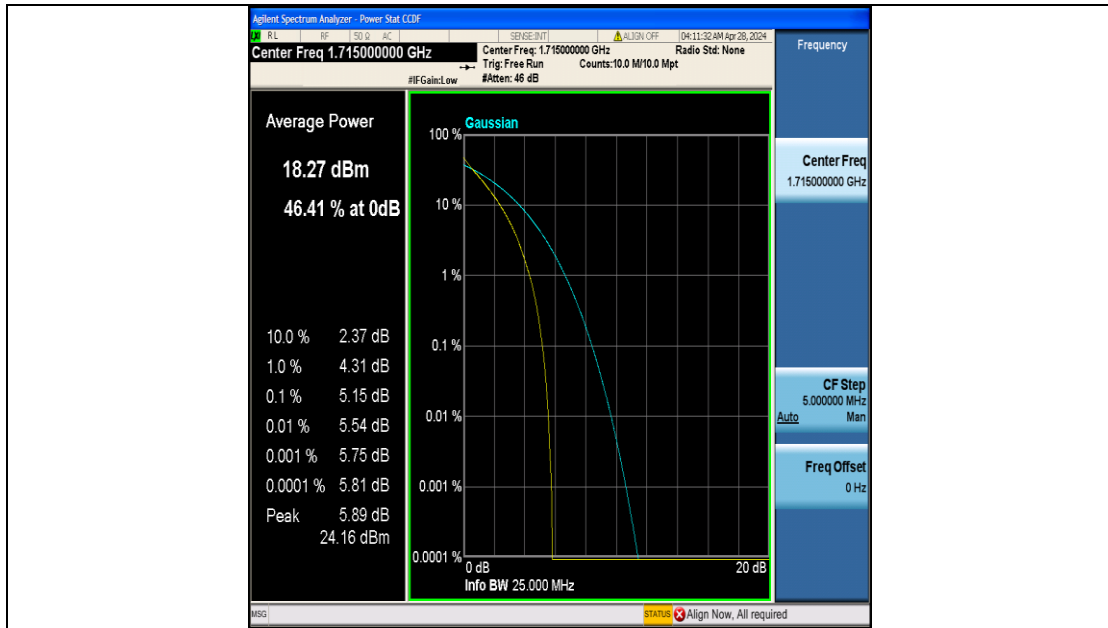 Agilent Spectrum Analyzer - Power Stat CCDF
RL RF 50 Ω AC SENSE:INT ALIGN OFF 04:11:32 AM Apr 28, 2024
Center Freq 1.715000000 GHz
Center Freq: 1.715000000 GHz Radio Std: None
Trig: Free Run Counts:10.0 M/10.0 Mpt
#IFGain:Low #Atten: 46 dB
Frequency
Average Power
18.27 dBm
46.41 % at 0dB
10.0 % 2.37 dB
1.0 % 4.31 dB
0.1 % 5.15 dB
0.01 % 5.54 dB
0.001 % 5.75 dB
0.0001 % 5.81 dB
Peak 5.89 dB
24.16 dBm
Gaussian
100 %
10 %
1 %
0.1 %
0.01 %
0.001 %
0.0001 %
0 dB 20 dB
Info BW 25.000 MHz
Center Freq
1.715000000 GHz
CF Step
5.000000 MHz
Auto Man
Freq Offset
0 Hz
MSG STATUS Align Now, All required